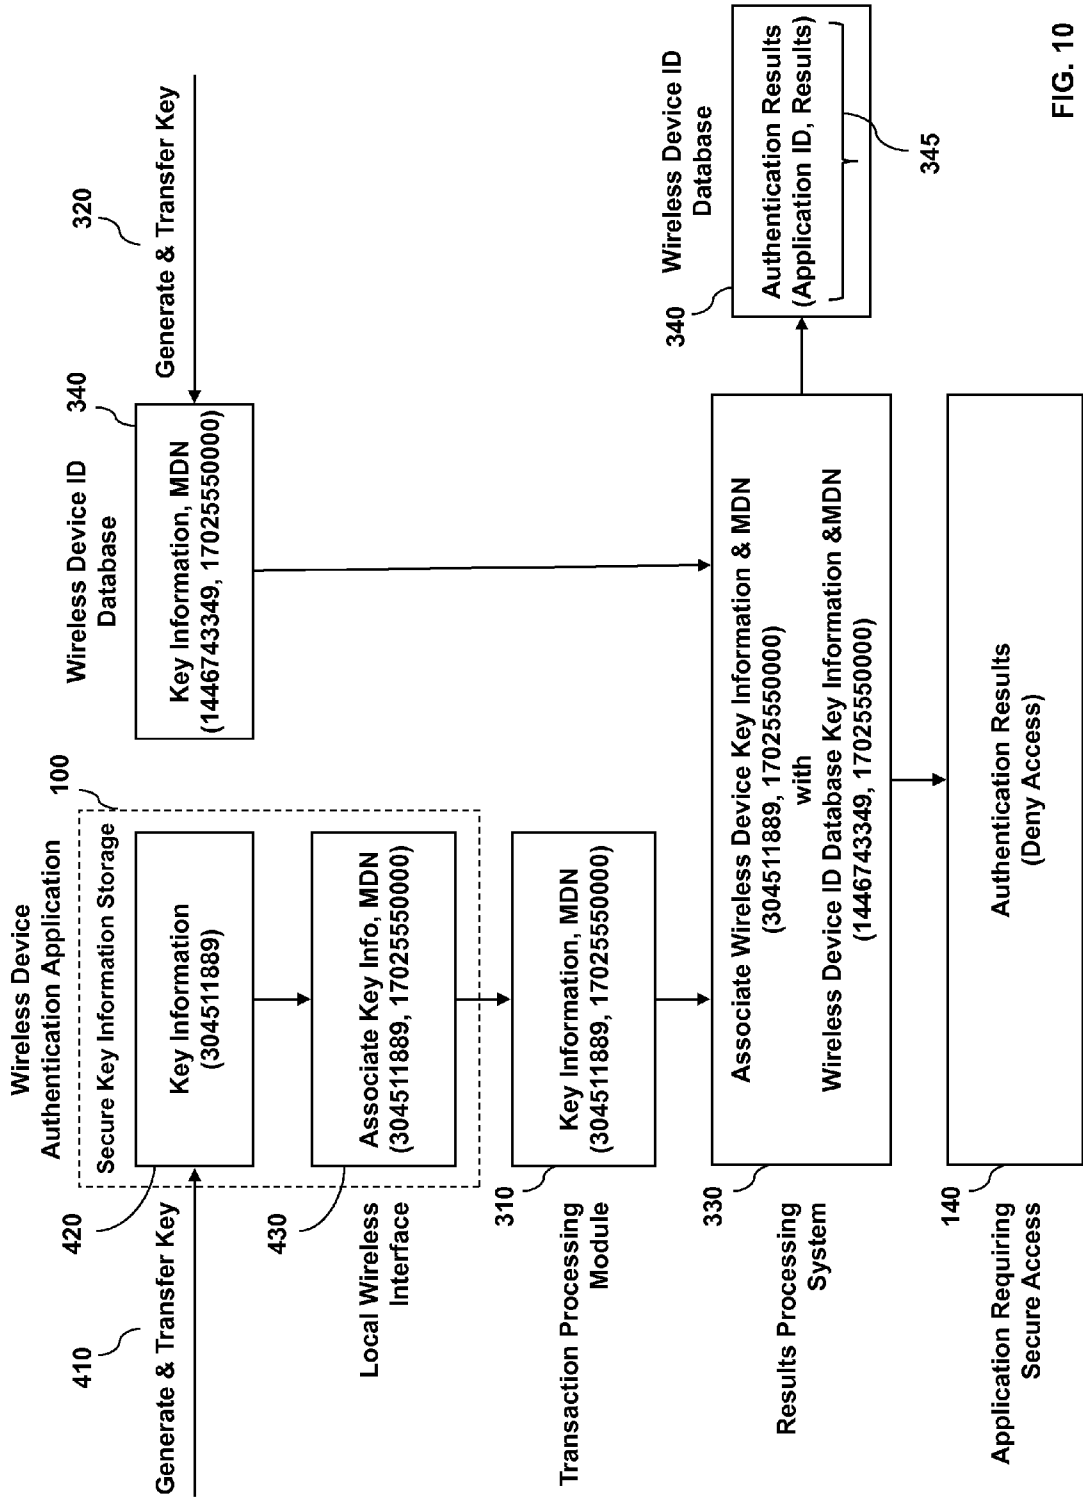 Wireless Device
Authentication Application
100
Secure Key Information Storage
410
Generate & Transfer Key
420
Key Information
(304511889)
Wireless Device ID
Database
340
Key Information, MDN
(1446743349, 17025550000)
320
Generate & Transfer Key
430
Local Wireless
Interface
Associate Key Info, MDN
(304511889, 17025550000)
310
Transaction Processing
Module
Key Information, MDN
(304511889, 17025550000)
330
Results Processing
System
Associate Wireless Device Key Information & MDN
(304511889, 17025550000)
with
Wireless Device ID Database Key Information &MDN
(1446743349, 17025550000)
Wireless Device ID
Database
340
Authentication Results
(Application ID, Results)
345
140
Application Requiring
Secure Access
Authentication Results
(Deny Access)
FIG. 10